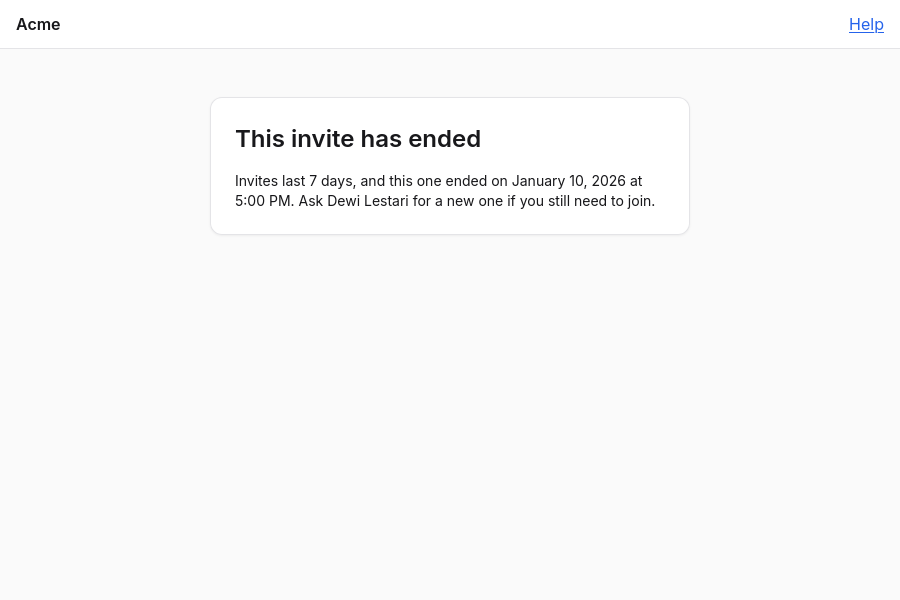 Acme
Help
This invite has ended
Invites last 7 days, and this one ended on January 10, 2026 at
5:00 PM. Ask Dewi Lestari for a new one if you still need to join.